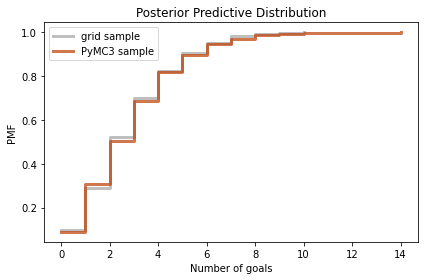 Posterior Predictive Distribution
grid sample
PyMC3 sample
1.0
0.8
0.6
0.4
0.2
PMF
0 2 4 6 8 10 12 14
Number of goals